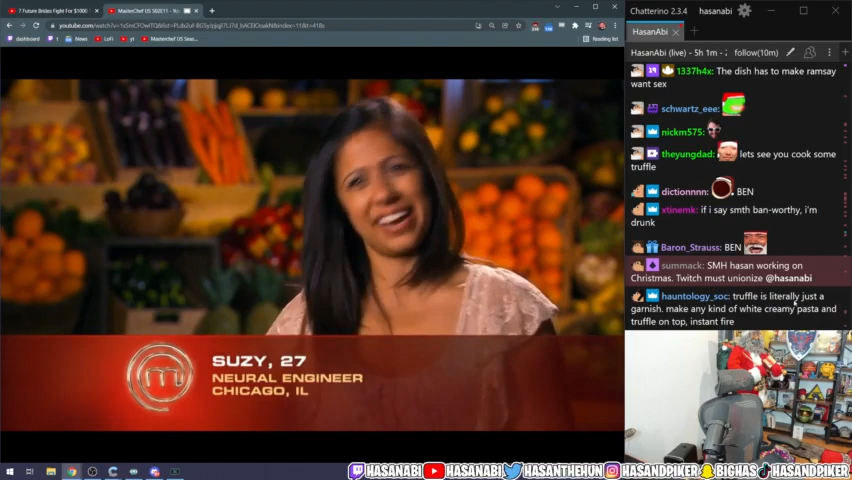 7 Future Brides Fight For $1000
MasterChef US S02E11 - Yo
youtube.com/watch?v=
dashboard
t
News
LoFi
yt
Masterchef US Seas...
Reading list
SUZY, 27
NEURAL ENGINEER
CHICAGO, IL
Chatterino 2.3.4
hasanabi
HasanAbi
HasanAbi (live) - 5h 1m -
follow(10m)
1337h4x: The dish has to make ramsay
want sex
schwartz_eee:
nickm575:
theyungdad: lets see you cook some
truffle
dictionnnn: BEN
xtinemk: if i say smth ban-worthy, i'm
drunk
Baron_Strauss: BEN
summack: SMH hasan working on
Christmas. Twitch must unionize @hasanabi
hauntology_soc: truffle is literally just a
garnish. make any kind of white creamy pasta and
truffle on top, instant fire
HASANABI HASANABI HASANTHEHUN HASANDPIKER BIGHAS HASANDPIKER